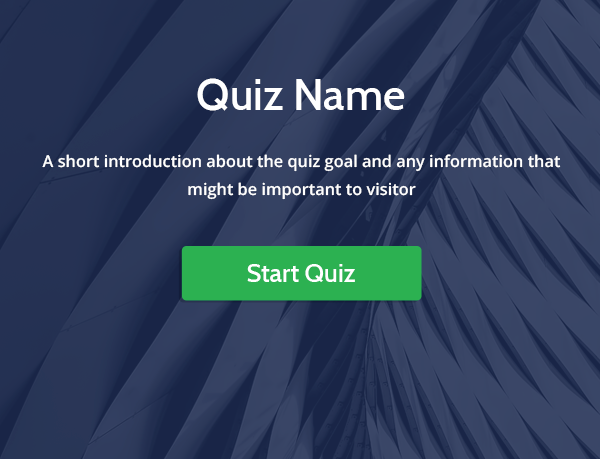 Quiz Name
A short introduction about the quiz goal and any information that
might be important to visitor
Start Quiz